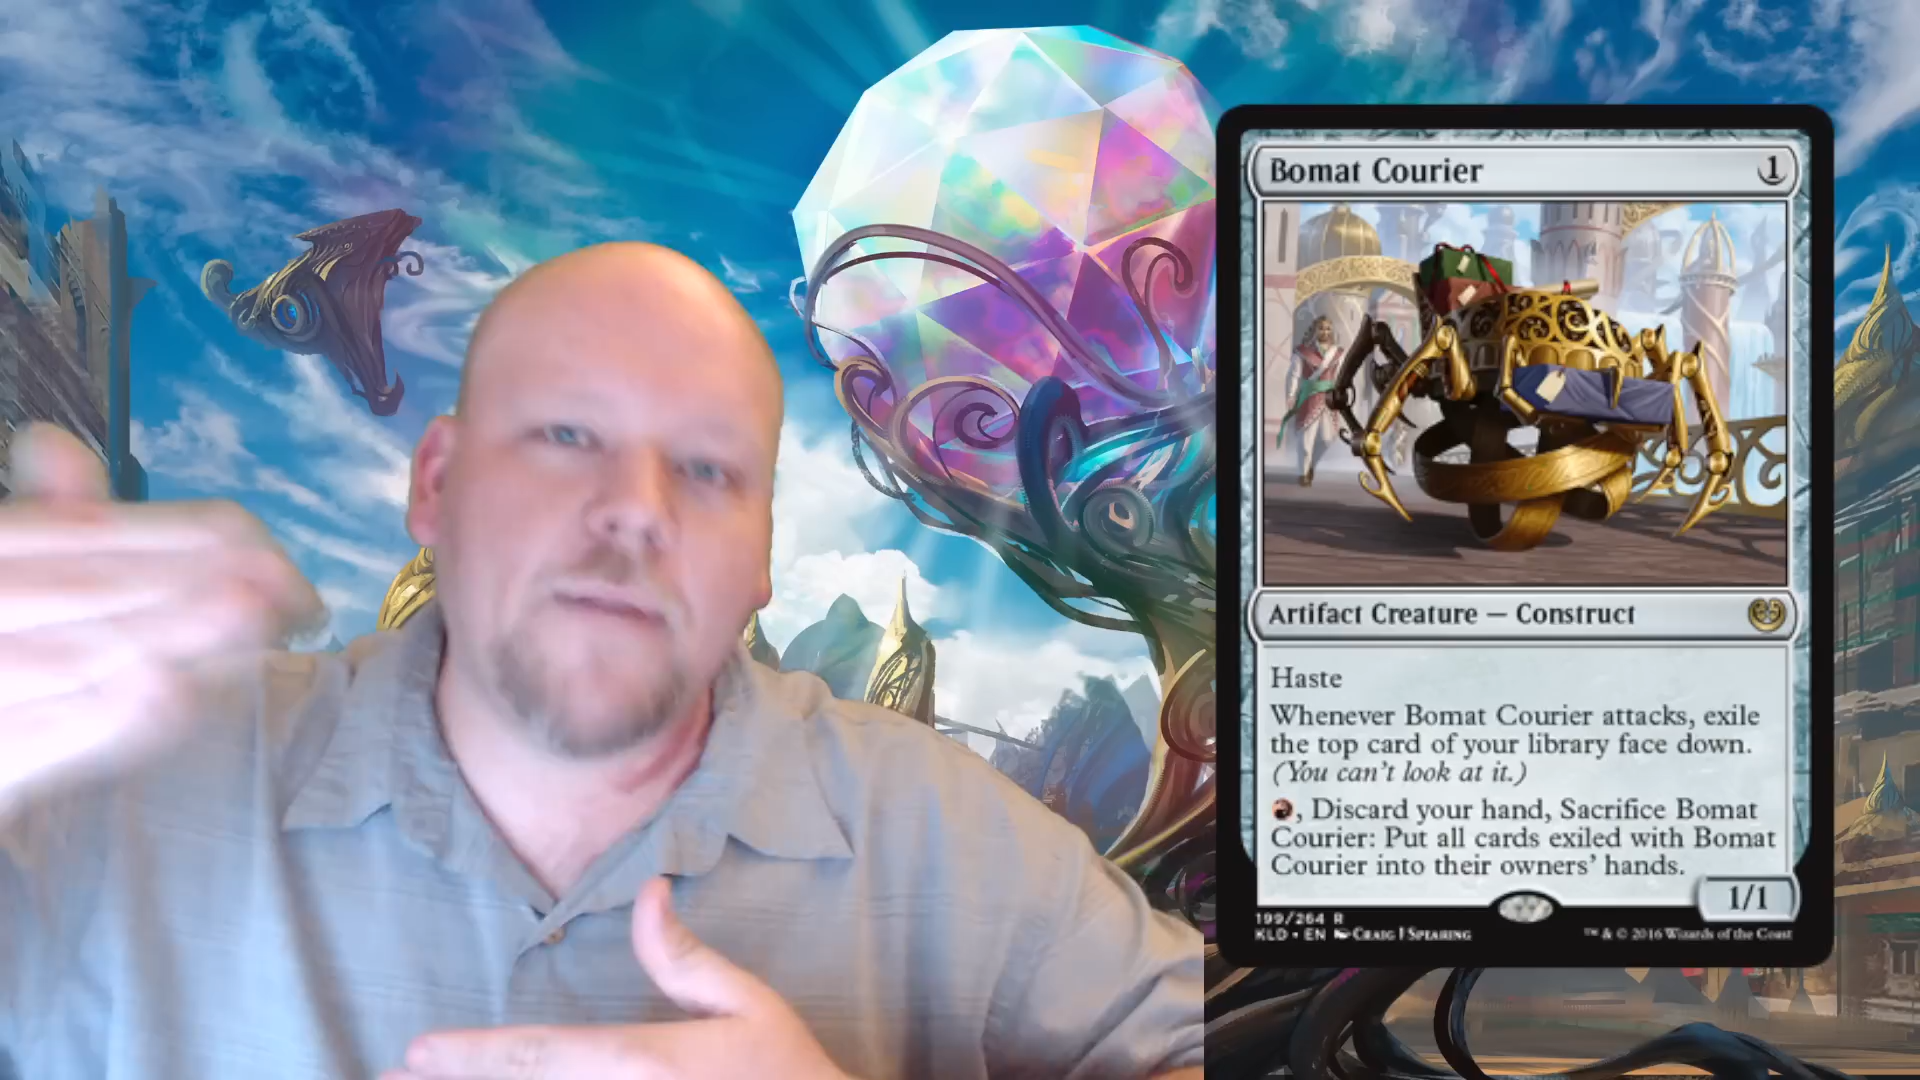 Bomat Courier 1
Artifact Creature — Construct
Haste
Whenever Bomat Courier attacks, exile
the top card of your library face down.
(You can't look at it.)
, Discard your hand, Sacrifice Bomat
Courier: Put all cards exiled with Bomat
Courier into their owners' hands.
1/1
199/264 R
KLD • EN Craig J Spearing
™ & © 2016 Wizards of the Coast